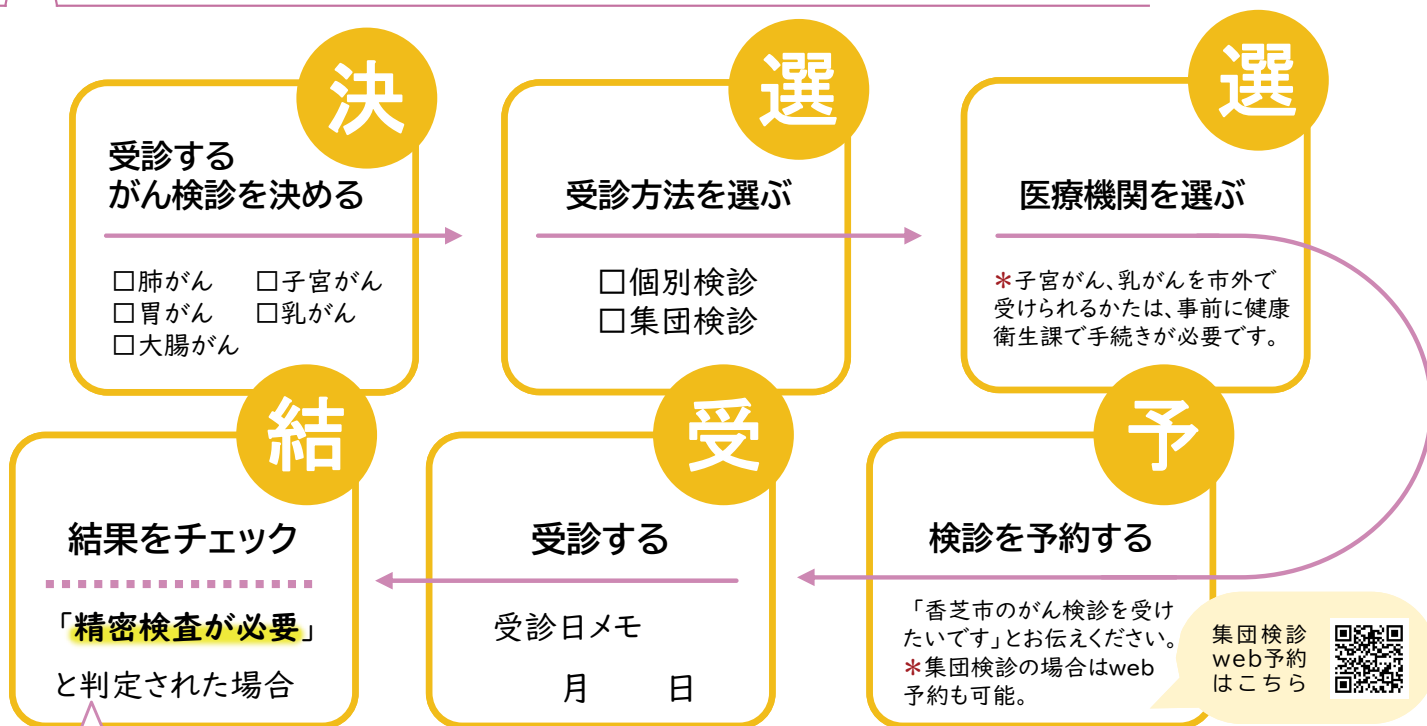 決
受診する
がん検診を決める
□肺がん　□子宮がん
□胃がん　□乳がん
□大腸がん
選
受診方法を選ぶ
□個別検診
□集団検診
選
医療機関を選ぶ
＊子宮がん、乳がんを市外で
受けられるかたは、事前に健康
衛生課で手続きが必要です。
予
検診を予約する
「香芝市のがん検診を受け
たいです」とお伝えください。
＊集団検診の場合はweb
予約も可能。
集団検診
web予約
はこちら
受
受診する
受診日メモ
月　日
結
結果をチェック
「精密検査が必要」
と判定された場合